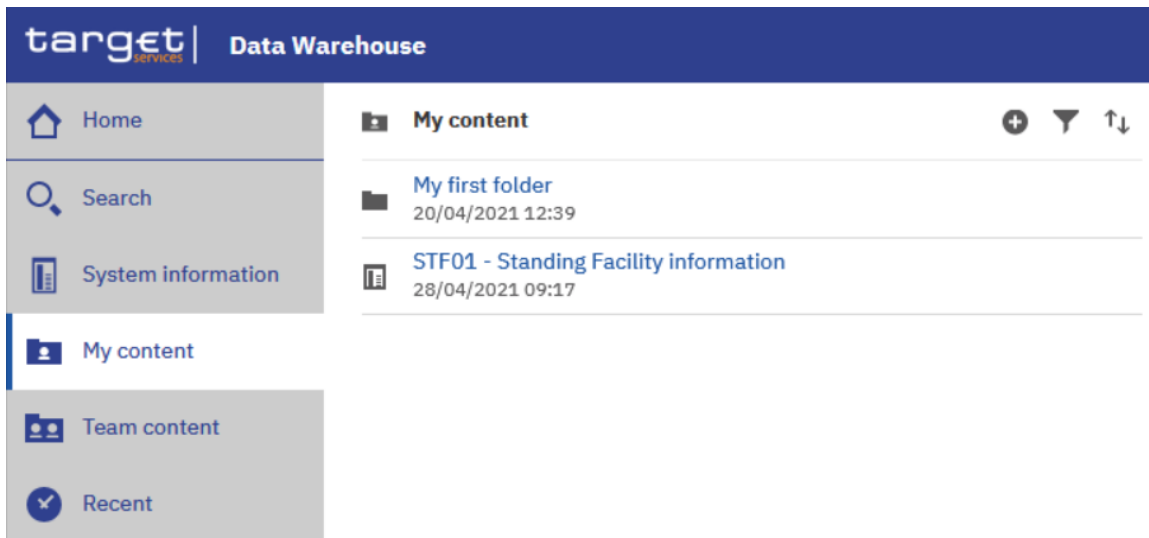 target services | Data Warehouse
Home
My content
Search
My first folder
20/04/2021 12:39
System information
STF01 - Standing Facility information
28/04/2021 09:17
My content
Team content
Recent